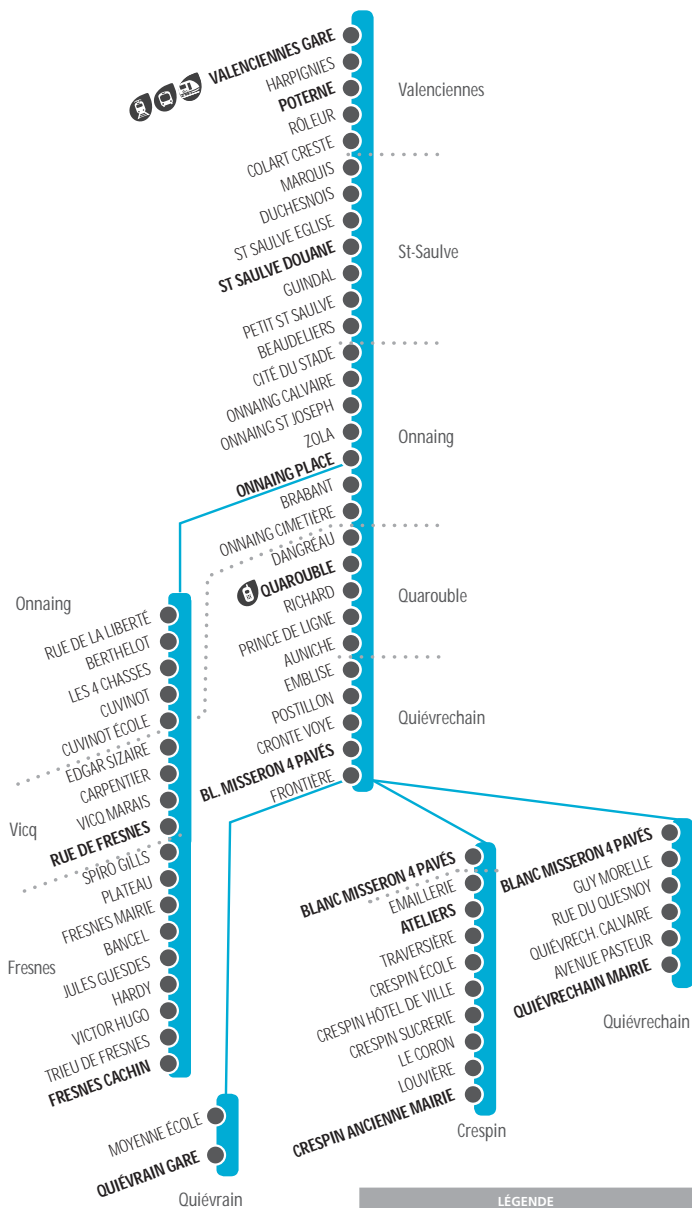 VALENCIENNES GARE
HARPIGNIES
POTERNE
RÔLEUR
COLART CRESTE
Valenciennes
MARQUIS
DUCHESNOIS
ST SAULVE EGLISE
ST SAULVE DOUANE
GUINDAL
PETIT ST SAULVE
BEAUDELIERS
St-Saulve
CITÉ DU STADE
ONNAING CALVAIRE
ONNAING ST JOSEPH
ZOLA
ONNAING PLACE
BRABANT
ONNAING CIMETIÈRE
Onnaing
DANGRÉAU
QUAROUBLE
RICHARD
PRINCE DE LIGNE
AUNICHE
Quarouble
EMBLISE
POSTILLON
CRONTE VOYE
BL. MISSERON 4 PAVÉS
FRONTIÈRE
Quiévrechain
Onnaing
RUE DE LA LIBERTÉ
BERTHELOT
LES 4 CHASSES
CUVINOT
CUVINOT ÉCOLE
EDGAR SIZAIRE
CARPENTIER
VICQ MARAIS
RUE DE FRESNES
Vicq
SPIRO GILLS
PLATEAU
FRESNES MAIRIE
BANCEL
JULES GUESDES
HARDY
VICTOR HUGO
TRIEU DE FRESNES
FRESNES CACHIN
Fresnes
MOYENNE ÉCOLE
QUIÉVRAIN GARE
Quiévrain
BLANC MISSERON 4 PAVÉS
EMAILLERIE
ATELIERS
TRAVERSIÈRE
CRESPIN ÉCOLE
CRESPIN HÔTEL DE VILLE
CRESPIN SUCRERIE
LE CORON
LOUVIÈRE
CRESPIN ANCIENNE MAIRIE
Crespin
BLANC MISSERON 4 PAVÉS
GUY MORELLE
RUE DU QUESNOY
QUIÉVRECH. CALVAIRE
AVENUE PASTEUR
QUIÉVRECHAIN MAIRIE
Quiévrechain
LÉGENDE